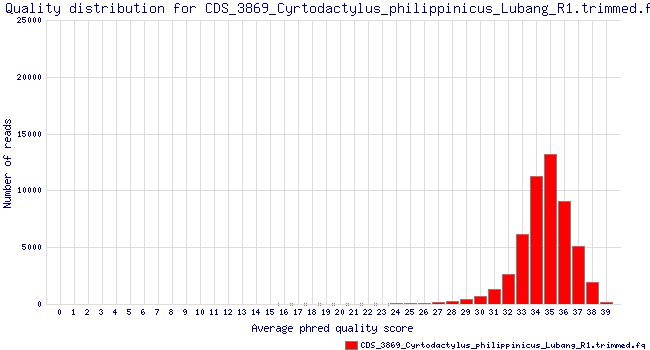 Quality distribution for CDS_3869_Cyrtodactylus_philippinicus_Lubang_R1.trimmed.f
25000
20000
15000
10000
5000
0
Number of reads
0 1 2 3 4 5 6 7 8 9 10 11 12 13 14 15 16 17 18 19 20 21 22 23 24 25 26 27 28 29 30 31 32 33 34 35 36 37 38 39
Average phred quality score
CDS_3869_Cyrtodactylus_philippinicus_Lubang_R1.trimmed.fq